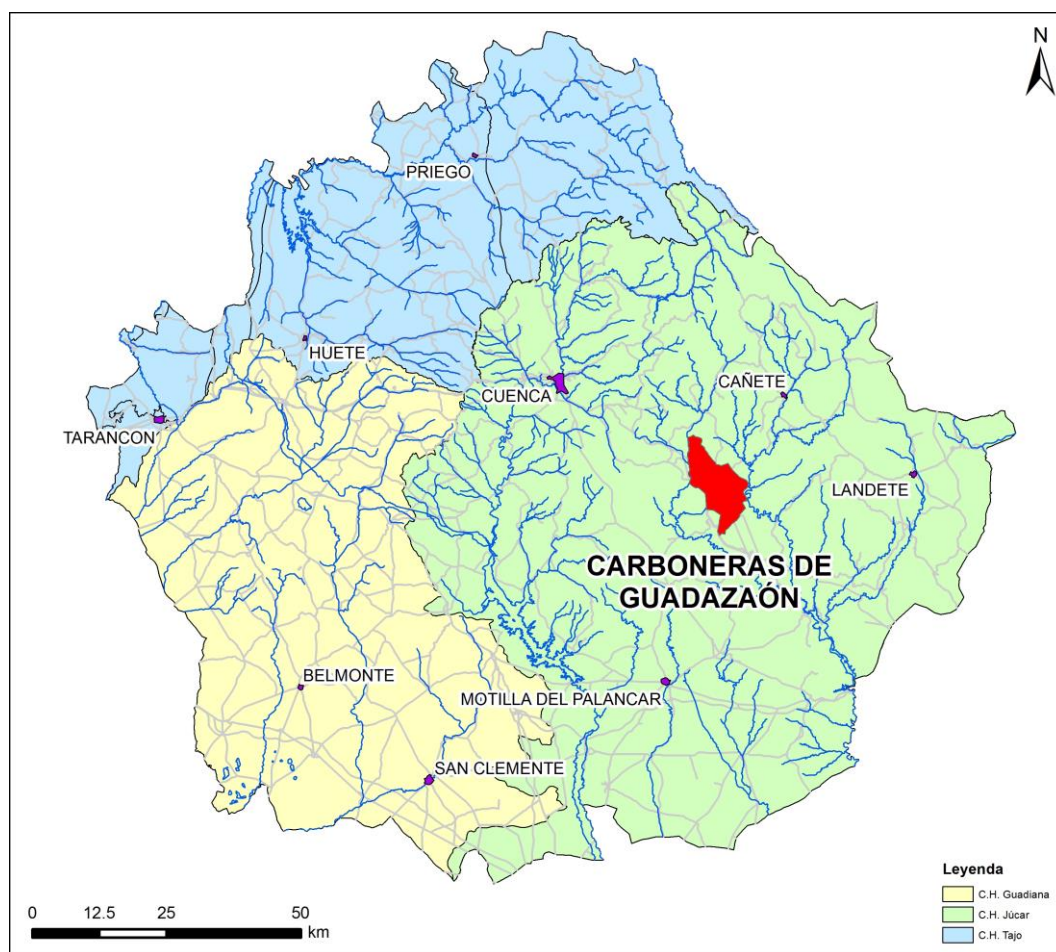 N
PRIEGO
HUETE
CUENCA
CAÑETE
TARANCON
LANDETE
CARBONERAS DE
GUADAZAÓN
BELMONTE
MOTILLA DEL PALANCAR
SAN CLEMENTE
Leyenda
C.H. Guadiana
C.H. Júcar
C.H. Tajo
0 12.5 25 50
km